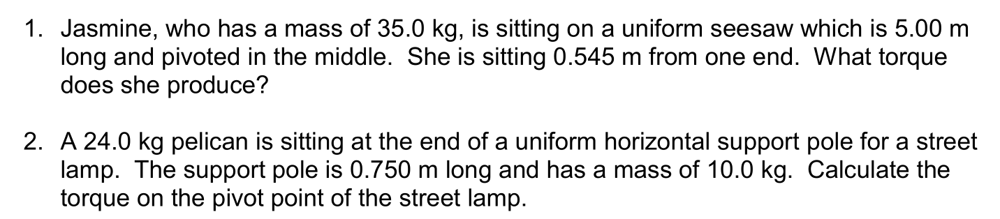 1. Jasmine, who has a mass of 35.0 kg, is sitting on a uniform seesaw which is 5.00 m
long and pivoted in the middle. She is sitting 0.545 m from one end. What torque
does she produce?
2. A 24.0 kg pelican is sitting at the end of a uniform horizontal support pole for a street
lamp. The support pole is 0.750 m long and has a mass of 10.0 kg. Calculate the
torque on the pivot point of the street lamp.